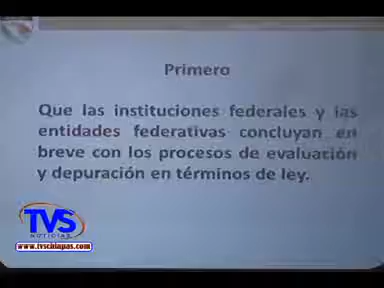 Primero
Que las instituciones federales y las
entidades federativas concluyan en
breve con los procesos de evaluación
y depuración en términos de ley.
TVS
NOTICIAS
www.tvschiapas.com